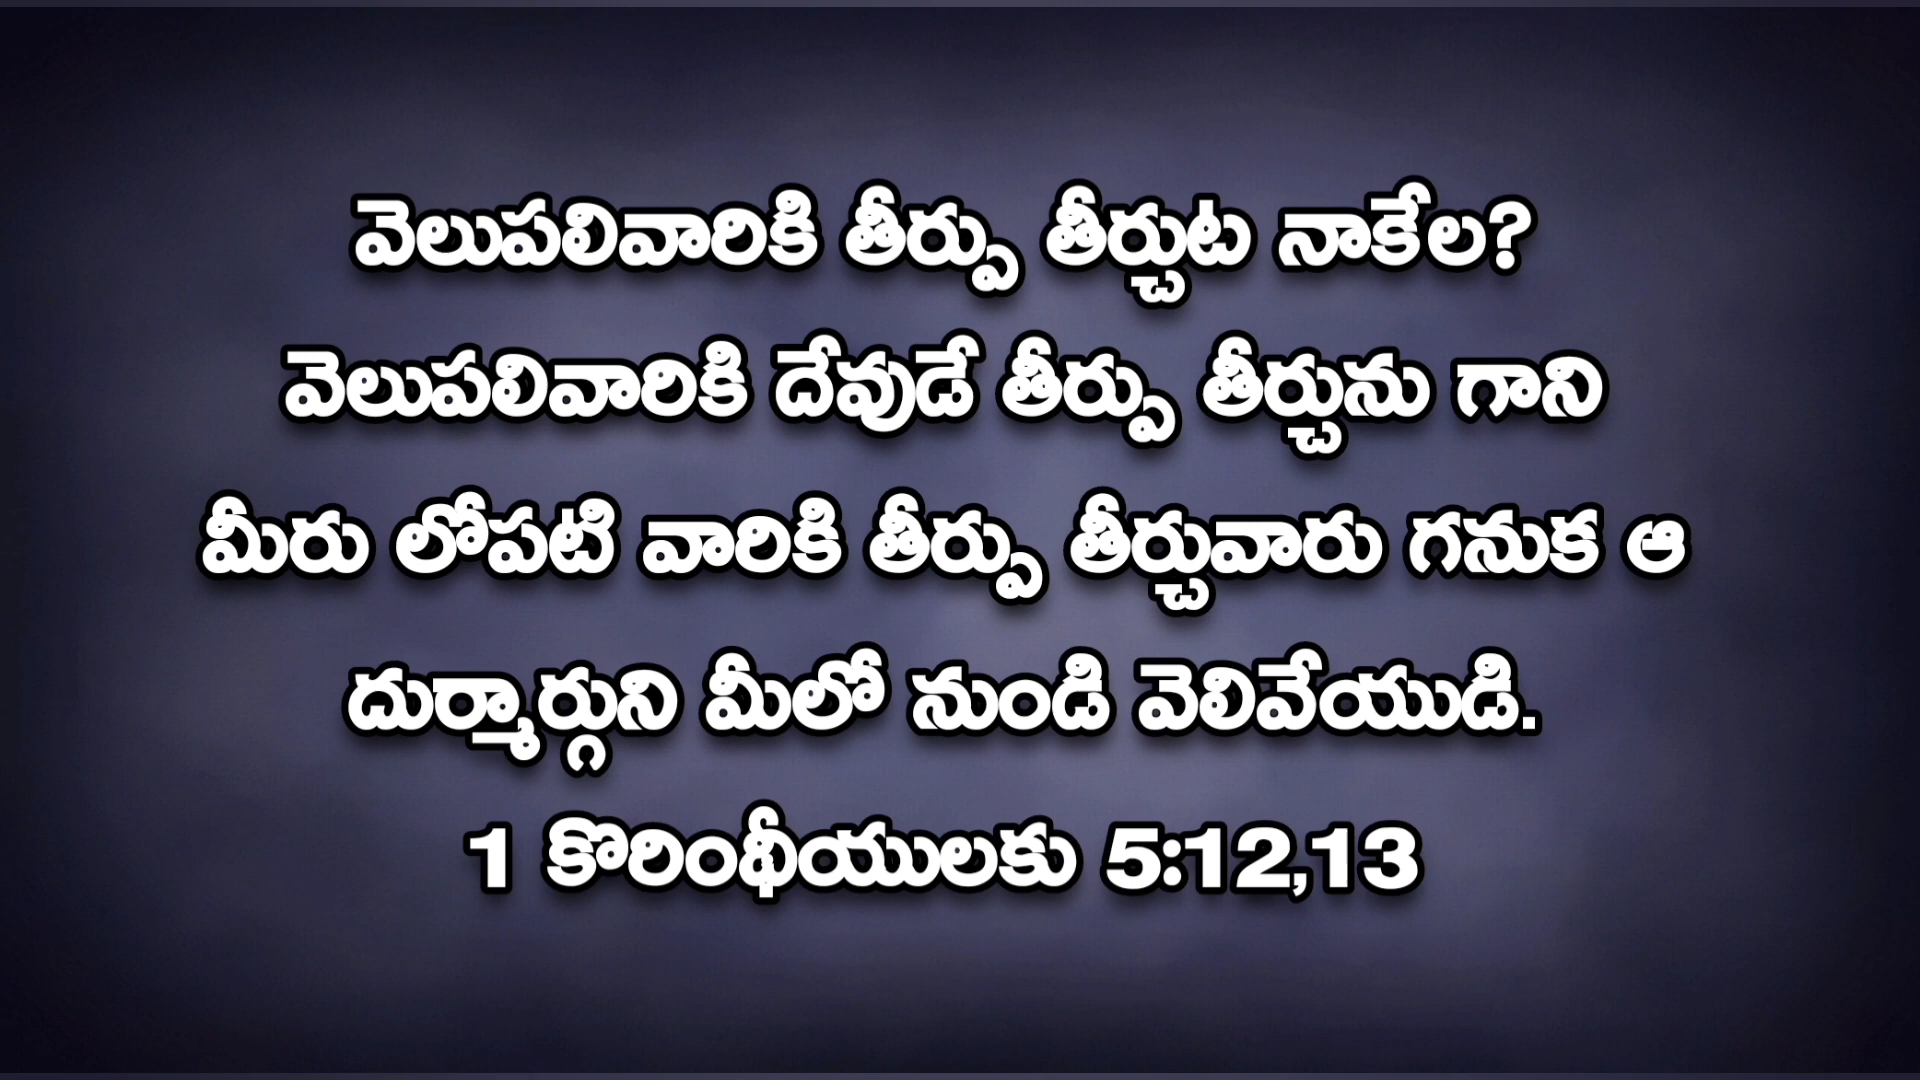 వెలుపలివారికి తీర్పు తీర్చుట నాకేల?
వెలుపలివారికి దేవుడే తీర్పు తీర్చును గాని
మీరు లోపటి వారికి తీర్పు తీర్చువారు గనుక ఆ
దుర్మార్గుని మీలో నుండి వెలివేయుడి.
1 కొరింథీయులకు 5:12,13